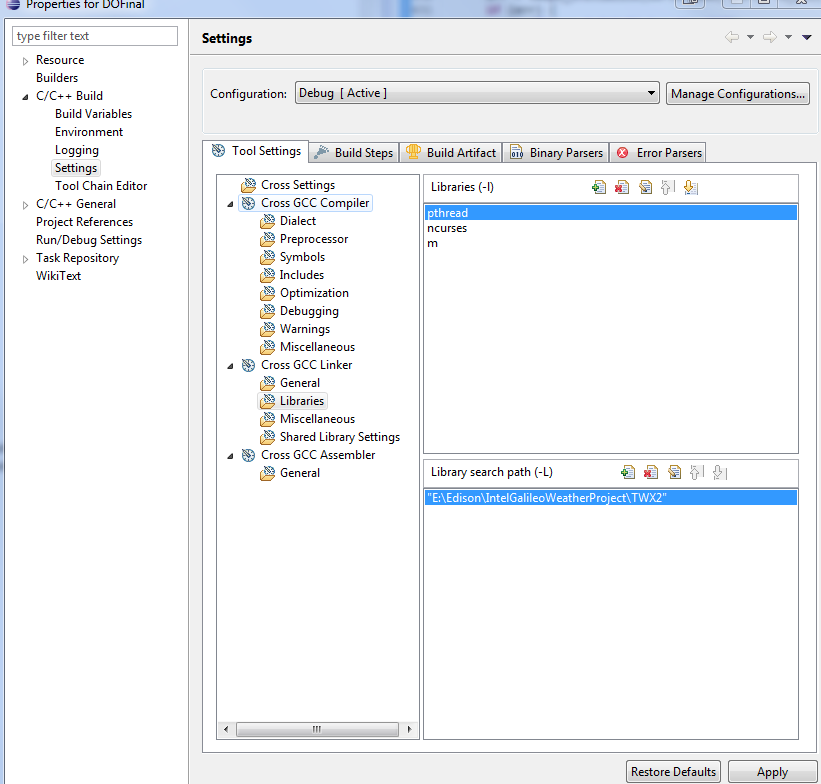 Properties for DOFinal
type filter text
Resource
Builders
C/C++ Build
Build Variables
Environment
Logging
Settings
Tool Chain Editor
C/C++ General
Project References
Run/Debug Settings
Task Repository
WikiText
Settings
Configuration: Debug [ Active ] Manage Configurations...
Tool Settings Build Steps Build Artifact Binary Parsers Error Parsers
Cross Settings
Cross GCC Compiler
Dialect
Preprocessor
Symbols
Includes
Optimization
Debugging
Warnings
Miscellaneous
Cross GCC Linker
General
Libraries
Miscellaneous
Shared Library Settings
Cross GCC Assembler
General
Libraries (-l)
pthread
ncurses
m
Library search path (-L)
"E:\Edison\IntelGalileoWeatherProject\TWX2"
Restore Defaults Apply